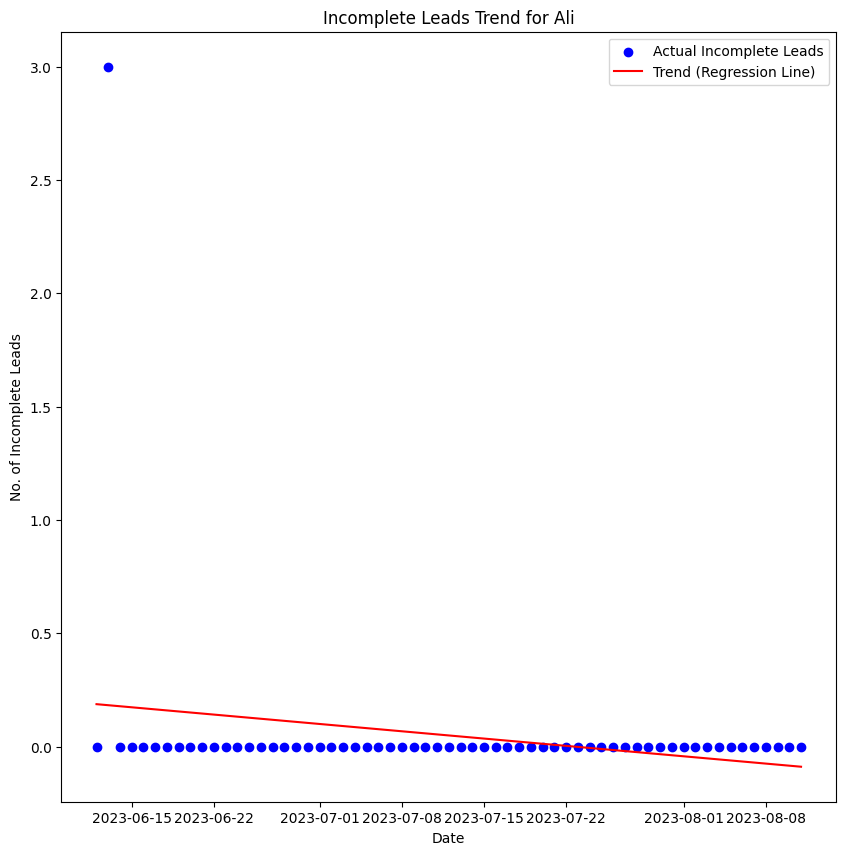 Incomplete Leads Trend for Ali
Actual Incomplete Leads
Trend (Regression Line)
3.0
2.5
2.0
1.5
1.0
0.5
0.0
No. of Incomplete Leads
2023-06-15 2023-06-22 2023-07-01 2023-07-08 2023-07-15 2023-07-22 2023-08-01 2023-08-08
Date